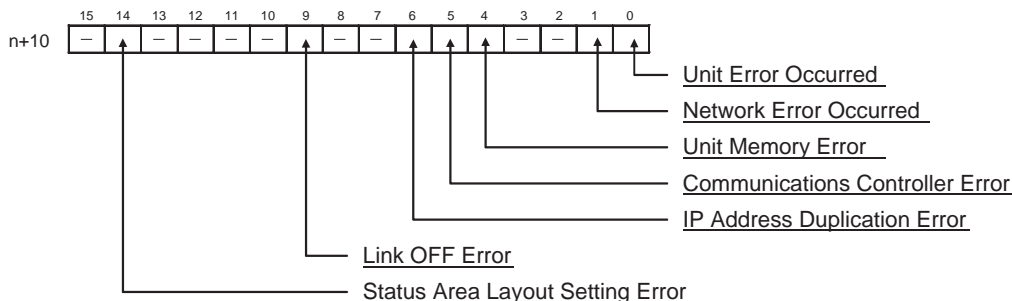 15 14 13 12 11 10 9 8 7 6 5 4 3 2 1 0
n+10 – – – – – – – – –
Unit Error Occurred
Network Error Occurred
Unit Memory Error
Communications Controller Error
IP Address Duplication Error
Link OFF Error
Status Area Layout Setting Error